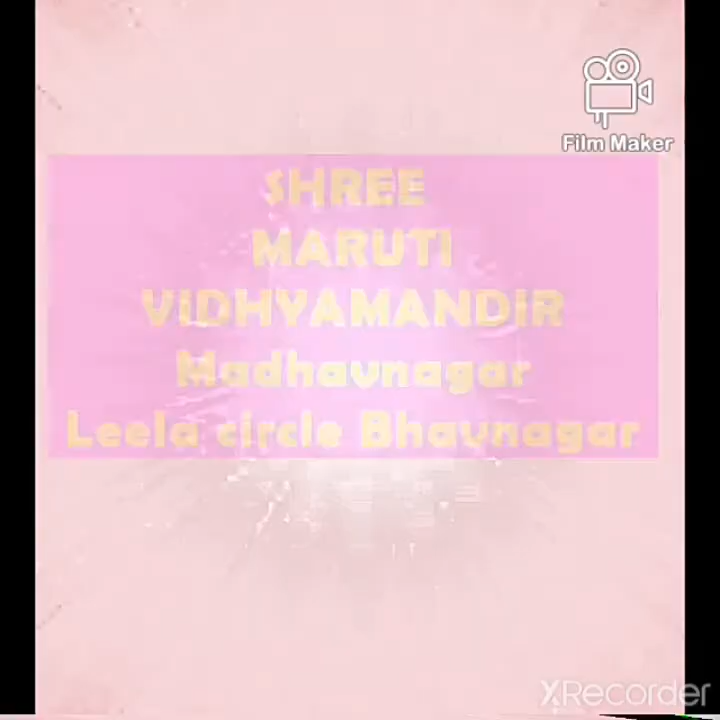 Film Maker
SHREE
MARUTI
VIDHYAMANDIR
Madhavnagar
Leela circle Bhavnagar
XRecorder